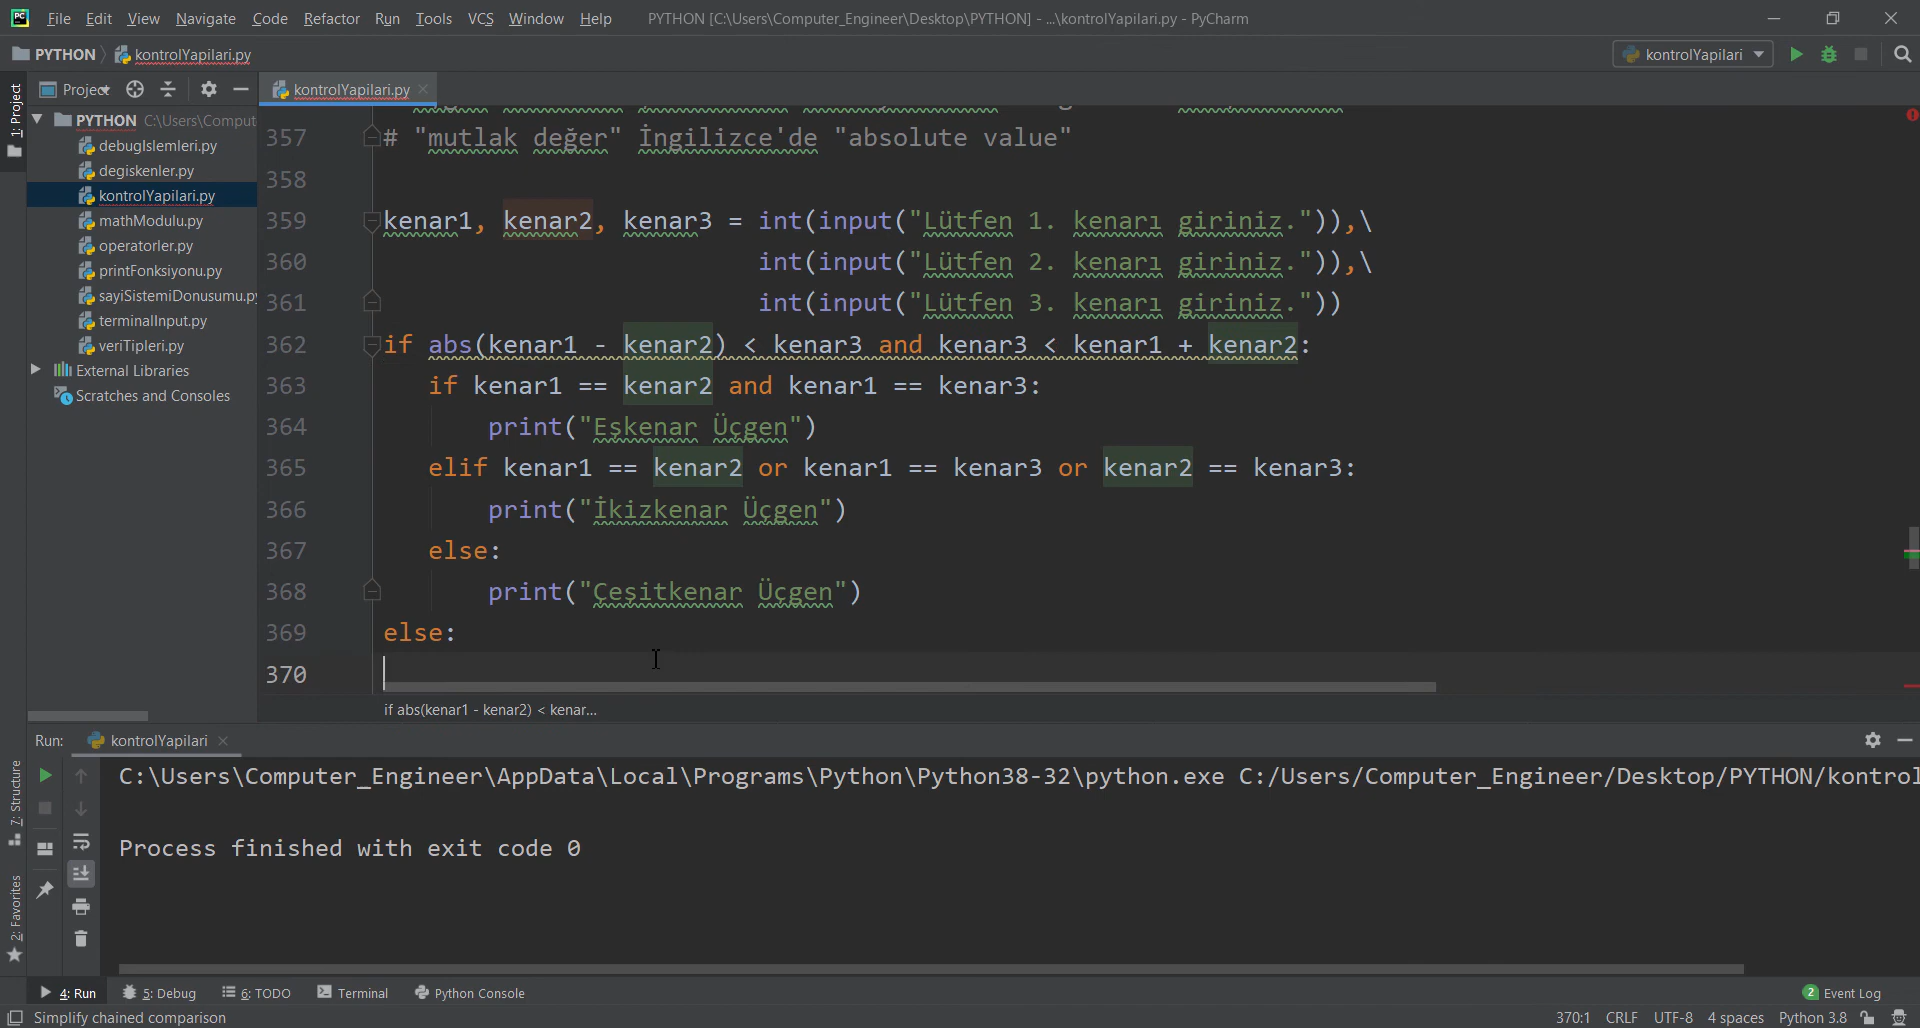 File Edit View Navigate Code Refactor Run Tools VCS Window Help PYTHON [C:\Users\Computer_Engineer\Desktop\PYTHON] - ...\kontrolYapilari.py - PyCharm
PYTHON kontrolYapilari.py kontrolYapilari
Project kontrolYapilari.py
1: Project
PYTHON C:\Users\Comput
debugIslemleri.py
degiskenler.py
kontrolYapilari.py
mathModulu.py
operatorler.py
printFonksiyonu.py
sayiSistemiDonusumu.py
terminalInput.py
veriTipleri.py
External Libraries
Scratches and Consoles
357 # "mutlak değer" İngilizce'de "absolute value"
358
359 kenar1, kenar2, kenar3 = int(input("Lütfen 1. kenarı giriniz.")),\
360 int(input("Lütfen 2. kenarı giriniz.")),\
361 int(input("Lütfen 3. kenarı giriniz."))
362 if abs(kenar1 - kenar2) < kenar3 and kenar3 < kenar1 + kenar2:
363 if kenar1 == kenar2 and kenar1 == kenar3:
364 print("Eşkenar Üçgen")
365 elif kenar1 == kenar2 or kenar1 == kenar3 or kenar2 == kenar3:
366 print("İkizkenar Üçgen")
367 else:
368 print("Çeşitkenar Üçgen")
369 else:
370
if abs(kenar1 - kenar2) < kenar...
Run: kontrolYapilari
C:\Users\Computer_Engineer\AppData\Local\Programs\Python\Python38-32\python.exe C:/Users/Computer_Engineer/Desktop/PYTHON/kontrol
Process finished with exit code 0
7: Structure
2: Favorites
4: Run 5: Debug 6: TODO Terminal Python Console 2 Event Log
Simplify chained comparison 370:1 CRLF UTF-8 4 spaces Python 3.8